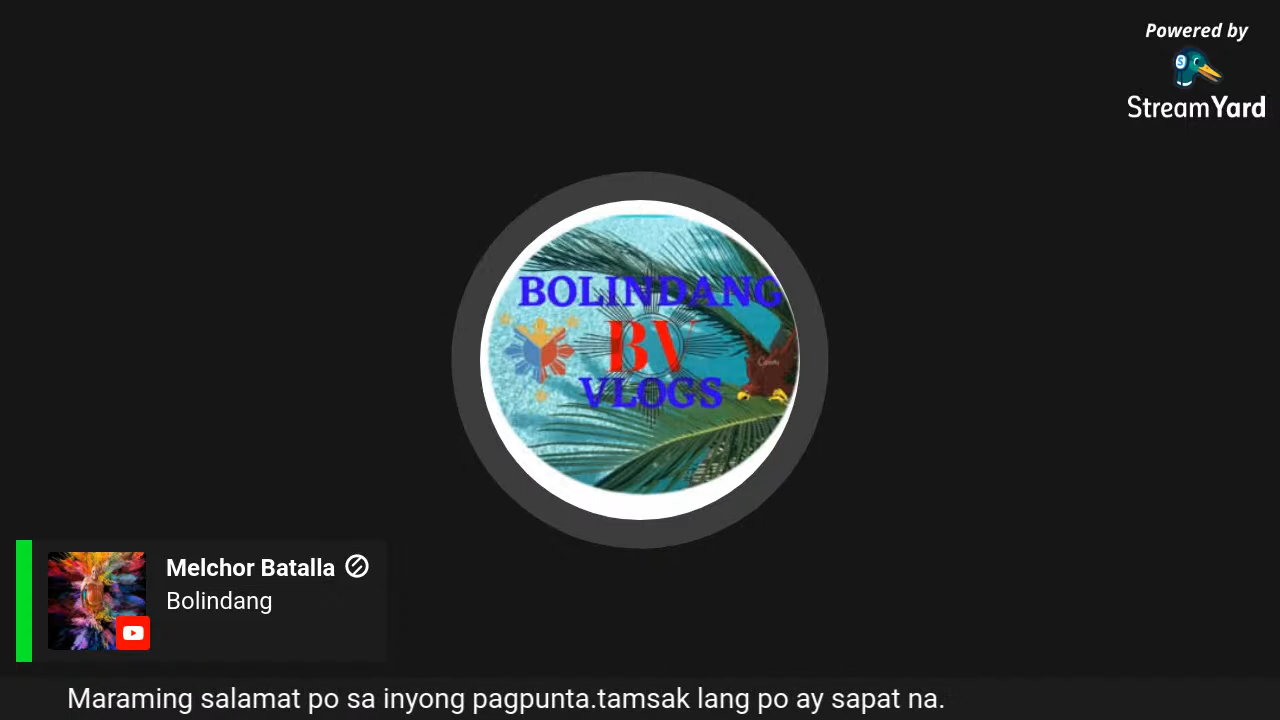 Powered by
StreamYard
BOLINDANG
BV
VLOGS
Canva
Melchor Batalla
Bolindang
Maraming salamat po sa inyong pagpunta.tamsak lang po ay sapat na.